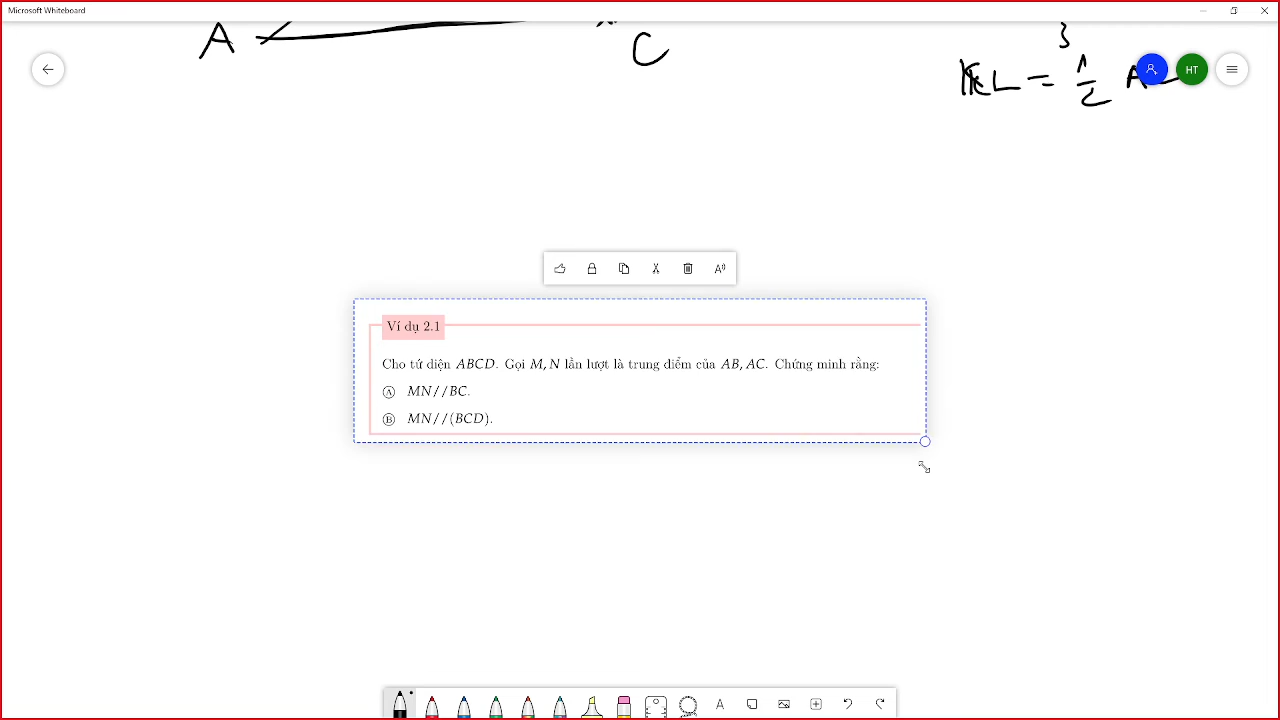 Microsoft Whiteboard
A
C
3
KL = 1/2 A
HT
Ví dụ 2.1
Cho tứ diện ABCD. Gọi M, N lần lượt là trung điểm của AB, AC. Chứng minh rằng:
Ⓐ MN//BC.
Ⓑ MN//(BCD).
A